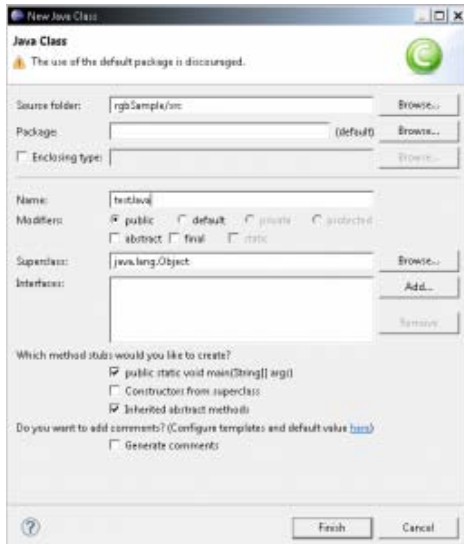 New Java Class
Java Class
The use of the default package is discouraged.
Source folder: rgbSample/src Browse...
Package: (default) Browse...
Enclosing type: Browse...
Name: testJava
Modifiers: public default private protected
abstract final static
Superclass: java.lang.Object Browse...
Interfaces: Add...
Remove
Which method stubs would you like to create?
public static void main(String[] args)
Constructors from superclass
Inherited abstract methods
Do you want to add comments? (Configure templates and default value here)
Generate comments
? Finish Cancel